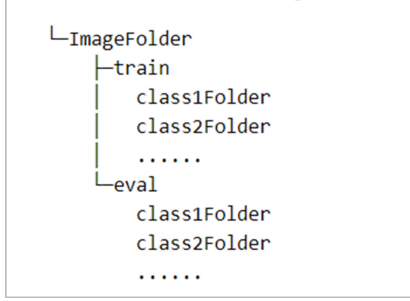 └─ImageFolder
    ├─train
    │   class1Folder
    │   class2Folder
    │   ......
    └─eval
        class1Folder
        class2Folder
        ......